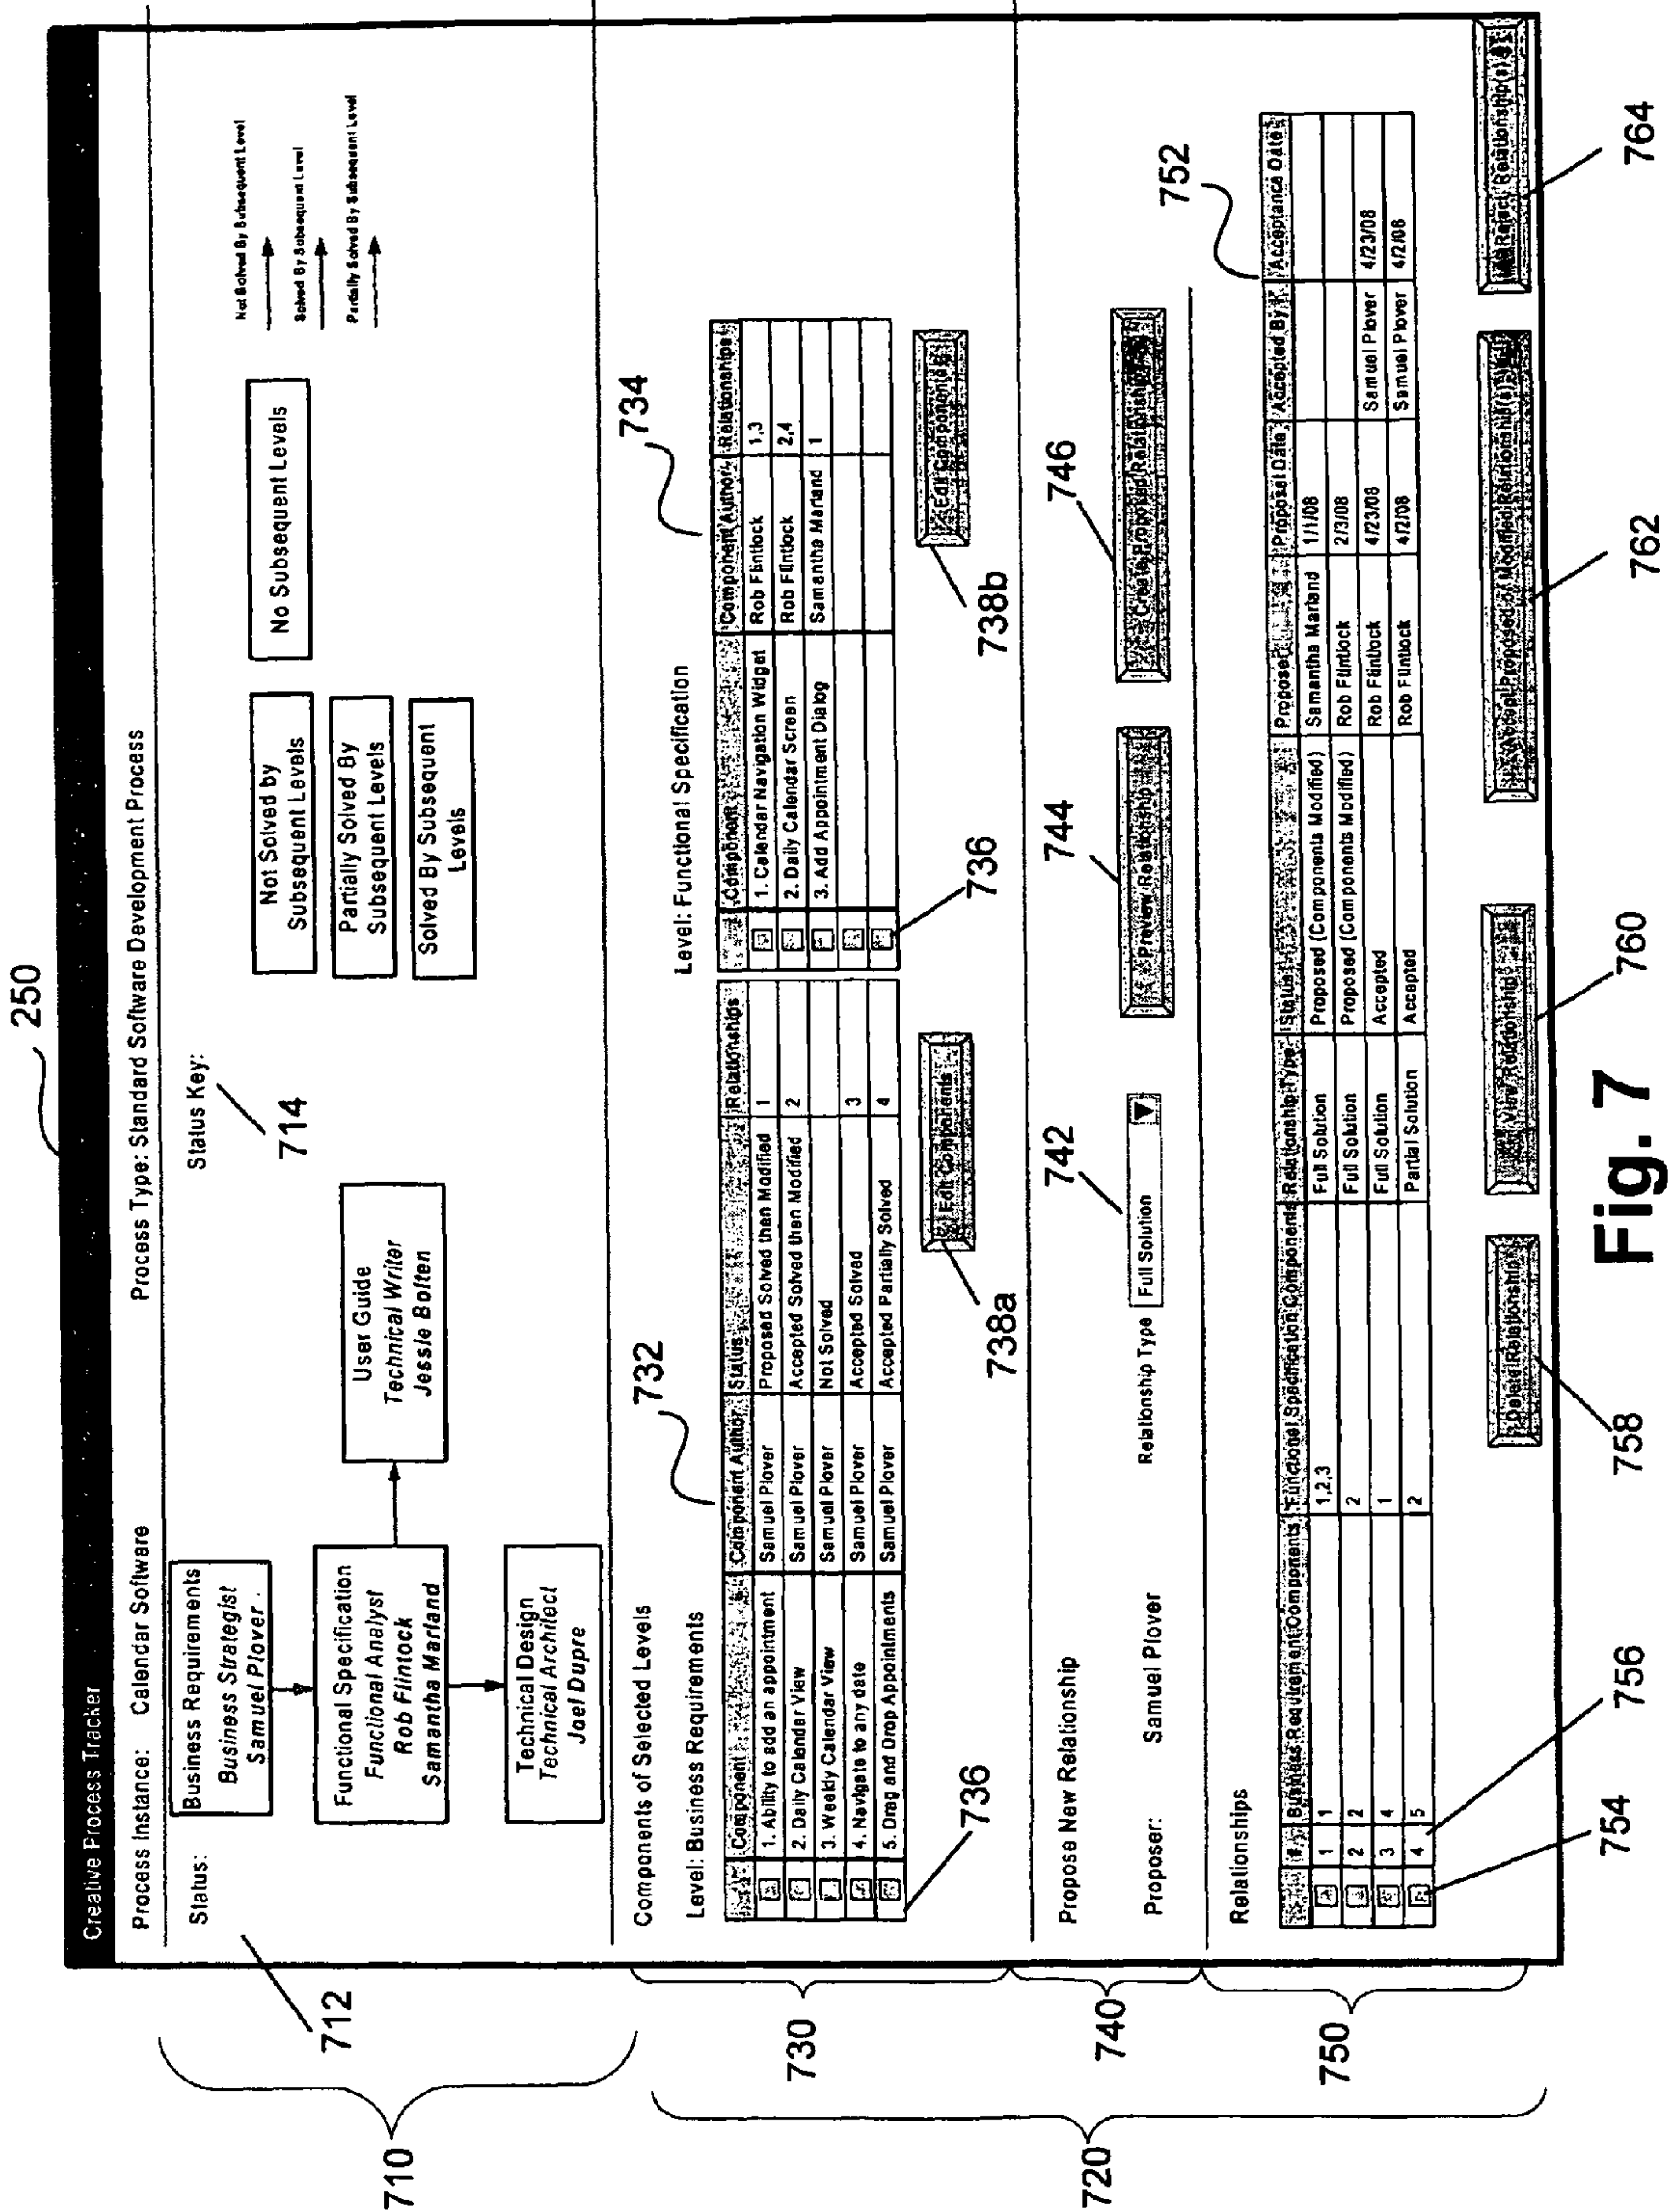 250
Creative Process Tracker
Process Instance: Calendar Software
Process Type: Standard Software Development Process
Status:
Business Requirements
Business Strategist
Samuel Plover
Functional Specification
Functional Analyst
Rob Flintock
Samantha Marland
Technical Design
Technical Architect
Joel Dupre
User Guide
Technical Writer
Jessie Bolten
Status Key:
714
Not Solved by
Subsequent Levels
Partially Solved By
Subsequent Levels
Solved By Subsequent
Levels
No Subsequent Levels
Not Solved By Subsequent Level
Solved By Subsequent Level
Partially Solved By Subsequent Level
712
710
Components of Selected Levels
Level: Business Requirements
732
Component Component Author Status Relationships
1. Ability to add an appointment Samuel Plover Proposed Solved then Modified 1
2. Daily Calendar View Samuel Plover Accepted Solved then Modified 2
3. Weekly Calendar View Samuel Plover Not Solved
4. Navigate to any date Samuel Plover Accepted Solved 3
5. Drag and Drop Appointments Samuel Plover Accepted Partially Solved 4
736
Edit Components
738a
Level: Functional Specification
734
Component Component Author Relationships
1. Calendar Navigation Widget Rob Flintlock 1,3
2. Daily Calendar Screen Rob Flintlock 2,4
3. Add Appointment Dialog Samantha Marland 1
736
Edit Components
738b
730
Propose New Relationship
Proposer: Samuel Plover
Relationship Type Full Solution
742
Preview Relationship
744
Create Proposed Relationship
746
740
720
Relationships
752
# Business Requirement Components Functional Specification Components Relationship Type Status Proposer Proposal Date Accepted By Acceptance Date
1 1 1,2,3 Full Solution Proposed (Components Modified) Samantha Marland 1/1/08
2 2 2 Full Solution Proposed (Components Modified) Rob Flintlock 2/3/08
3 4 1 Full Solution Accepted Rob Flintlock 4/23/08 Samuel Plover 4/23/08
4 5 2 Partial Solution Accepted Rob Flintlock 4/2/08 Samuel Plover 4/2/08
750
754
756
Delete Relationship
758
View Relationship
760
Accept Proposed or Modified Relationship(s)
762
Reject Relationship(s)
764
Fig. 7